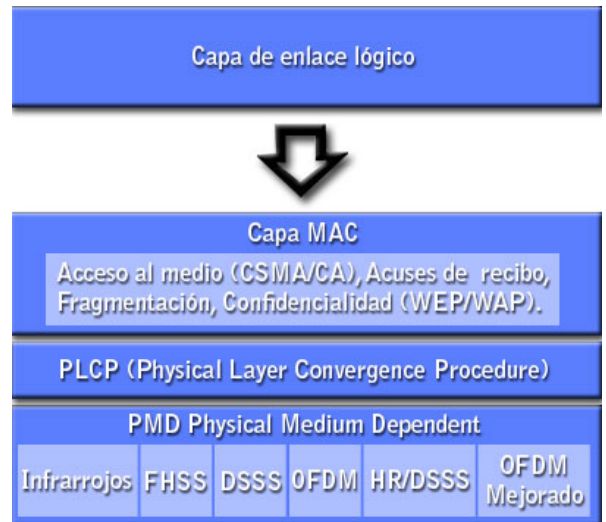 Capa de enlace lógico
Capa MAC
Acceso al medio (CSMA/CA), Acuses de recibo,
Fragmentación, Confidencialidad (WEP/WAP).
PLCP (Physical Layer Convergence Procedure)
PMD Physical Medium Dependent
Infrarrojos FHSS DSSS OFDM HR/DSSS OFDM
Mejorado